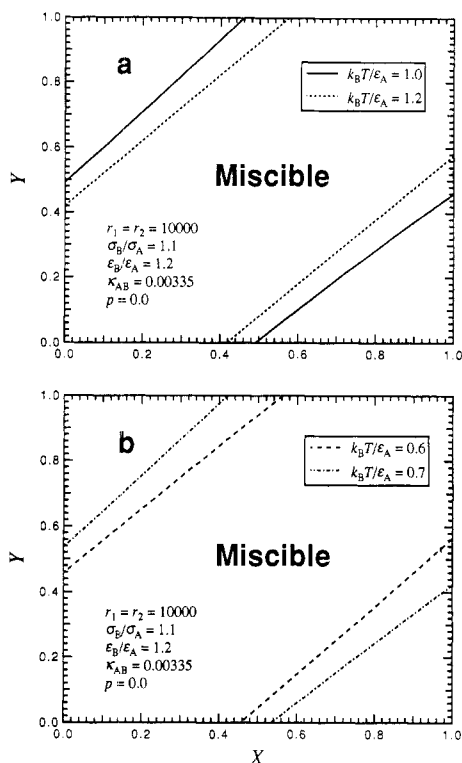 1.0
0.8
0.6
0.4
0.2
0.0
Y
a
k_BT/ε_A = 1.0
k_BT/ε_A = 1.2
Miscible
r_1 = r_2 = 10000
σ_B/σ_A = 1.1
ε_B/ε_A = 1.2
κ_AB = 0.00335
p = 0.0
0.0 0.2 0.4 0.6 0.8 1.0
1.0
0.8
0.6
0.4
0.2
0.0
Y
b
k_BT/ε_A = 0.6
k_BT/ε_A = 0.7
Miscible
r_1 = r_2 = 10000
σ_B/σ_A = 1.1
ε_B/ε_A = 1.2
κ_AB = 0.00335
p = 0.0
0.0 0.2 0.4 0.6 0.8 1.0
X